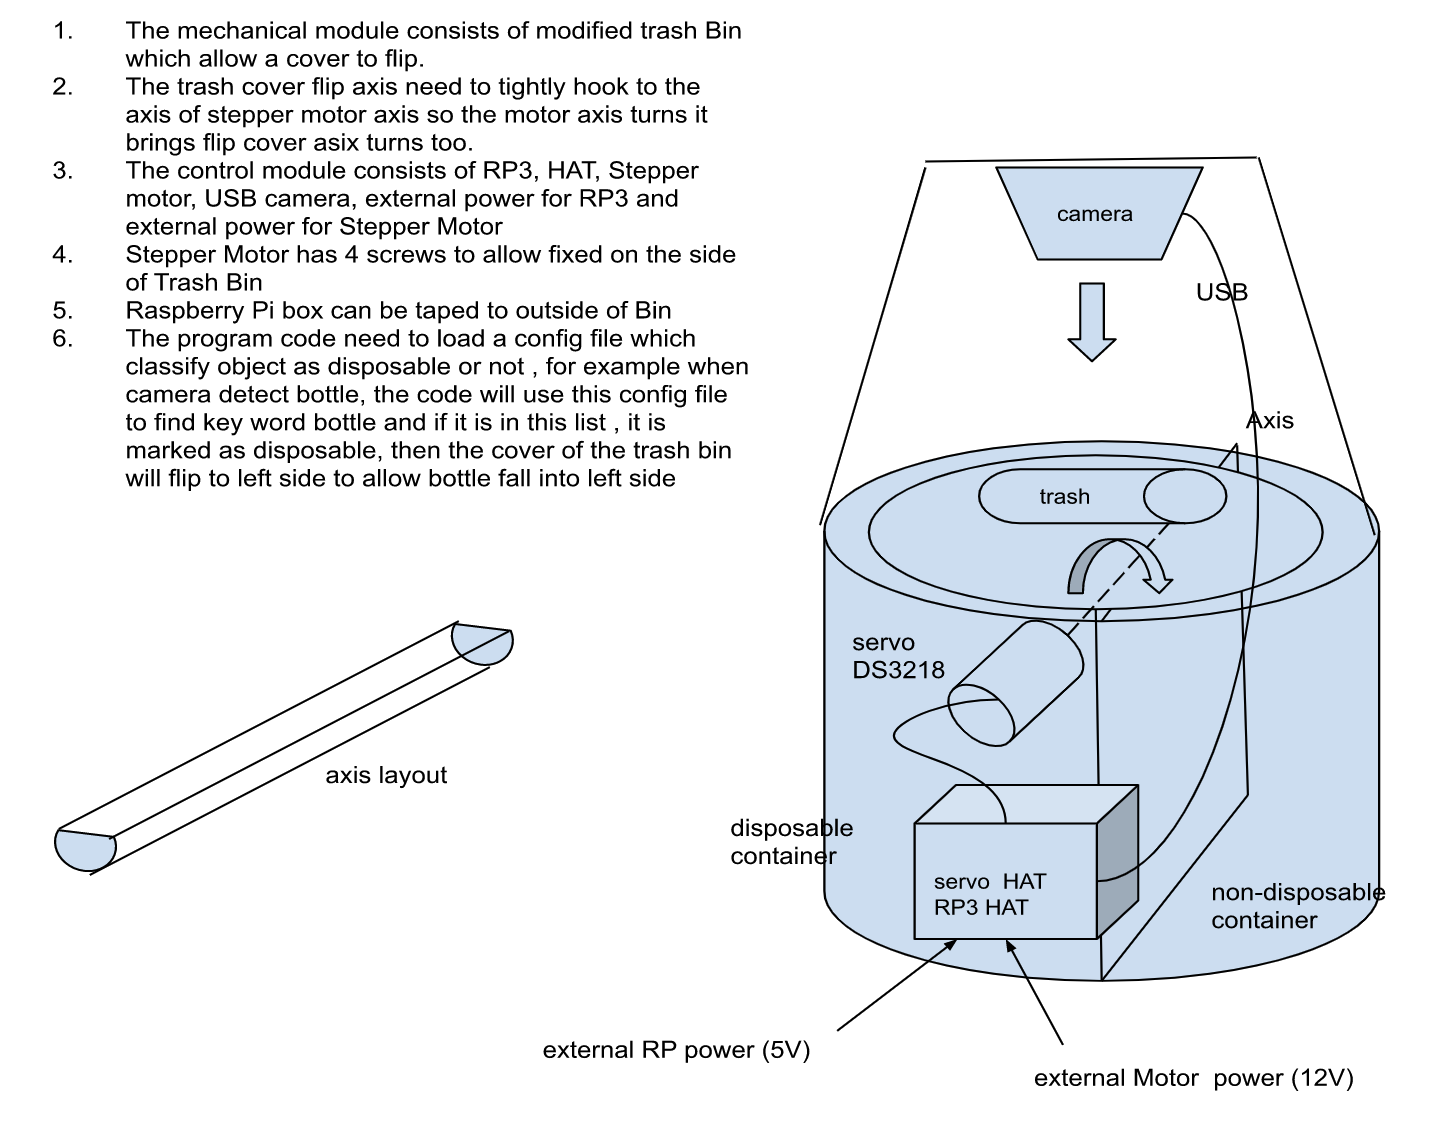 1. The mechanical module consists of modified trash Bin
which allow a cover to flip.
2. The trash cover flip axis need to tightly hook to the
axis of stepper motor axis so the motor axis turns it
brings flip cover asix turns too.
3. The control module consists of RP3, HAT, Stepper
motor, USB camera, external power for RP3 and
external power for Stepper Motor
4. Stepper Motor has 4 screws to allow fixed on the side
of Trash Bin
5. Raspberry Pi box can be taped to outside of Bin
6. The program code need to load a config file which
classify object as disposable or not , for example when
camera detect bottle, the code will use this config file
to find key word bottle and if it is in this list , it is
marked as disposable, then the cover of the trash bin
will flip to left side to allow bottle fall into left side
camera
USB
Axis
trash
servo
DS3218
axis layout
disposable
container
servo HAT
RP3 HAT
non-disposable
container
external RP power (5V)
external Motor power (12V)